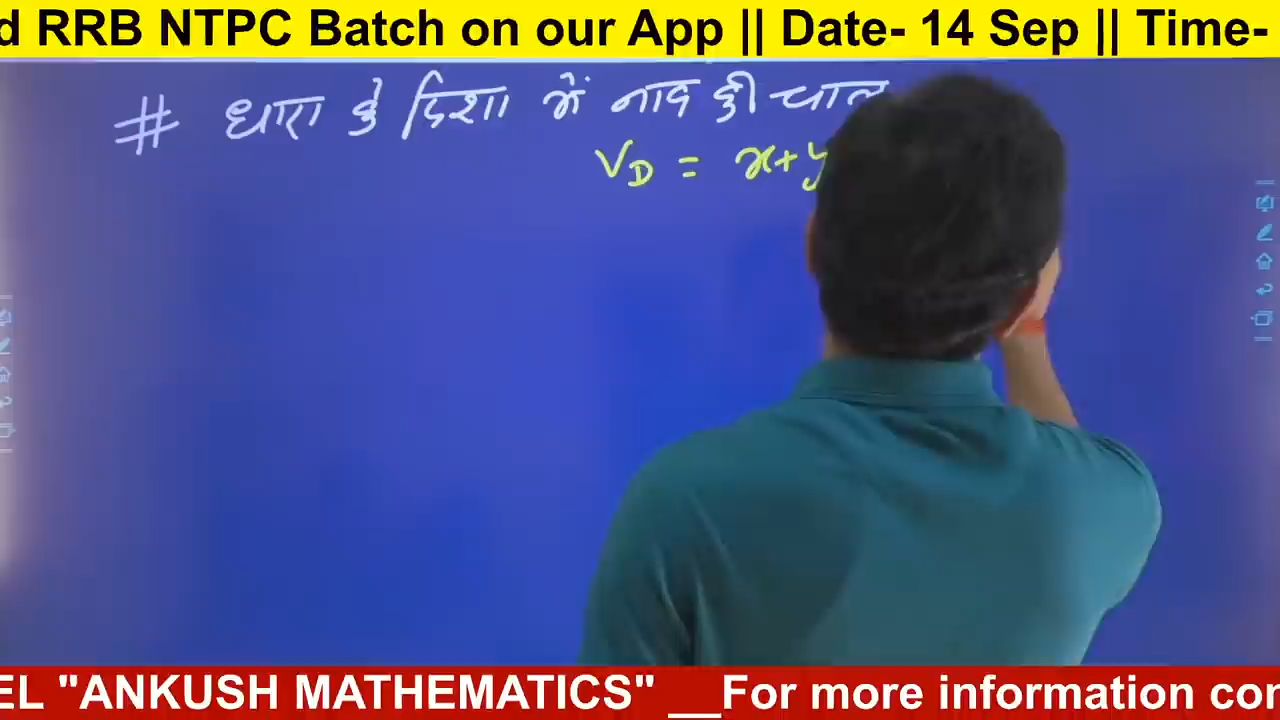 d RRB NTPC Batch on our App || Date- 14 Sep || Time-
# धारा के दिशा में नाव की चाल
V_D = x+y
EL "ANKUSH MATHEMATICS" __For more information con